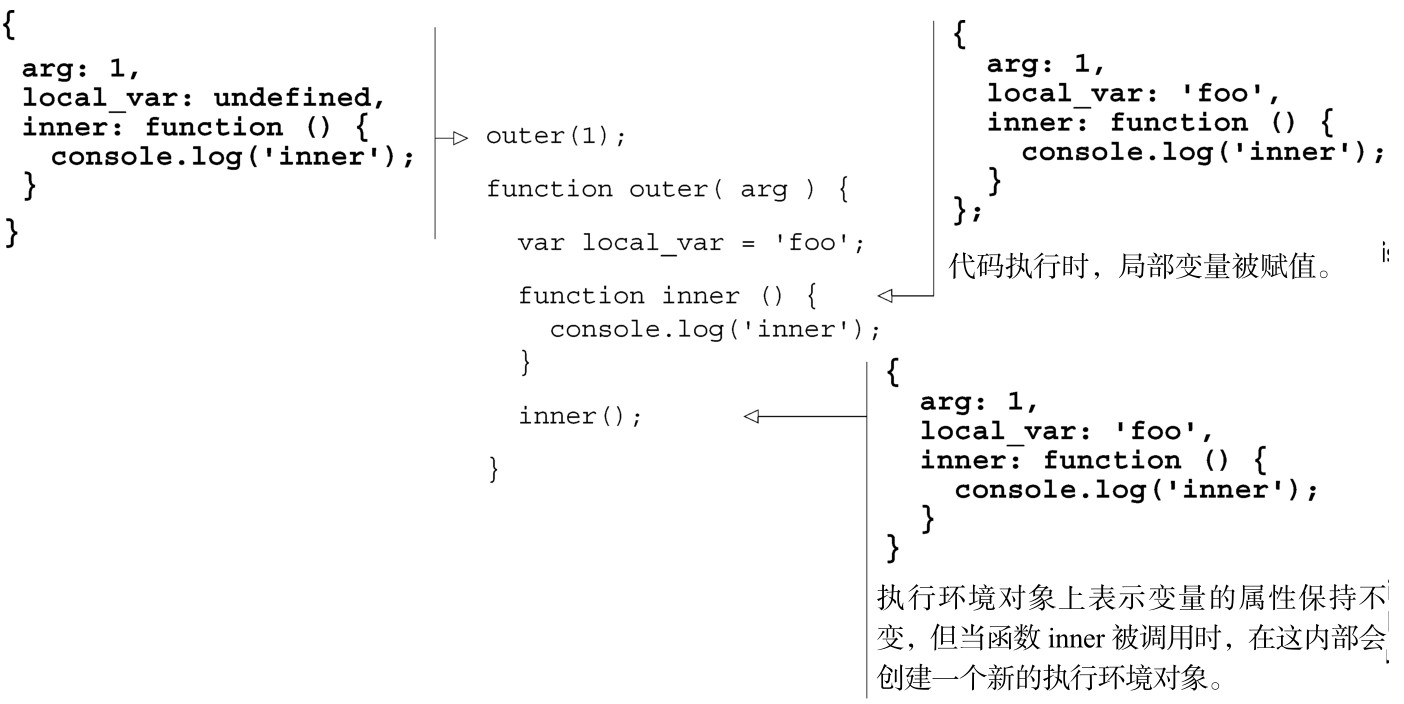 {
arg: 1,
local_var: undefined,
inner: function () {
console.log('inner');
}
}
outer(1);
function outer( arg ) {
var local_var = 'foo';
function inner () {
console.log('inner');
}
inner();
}
{
arg: 1,
local_var: 'foo',
inner: function () {
console.log('inner');
}
};
代码执行时，局部变量被赋值。
{
arg: 1,
local_var: 'foo',
inner: function () {
console.log('inner');
}
}
执行环境对象上表示变量的属性保持不
变，但当函数 inner 被调用时，在这内部会
创建一个新的执行环境对象。